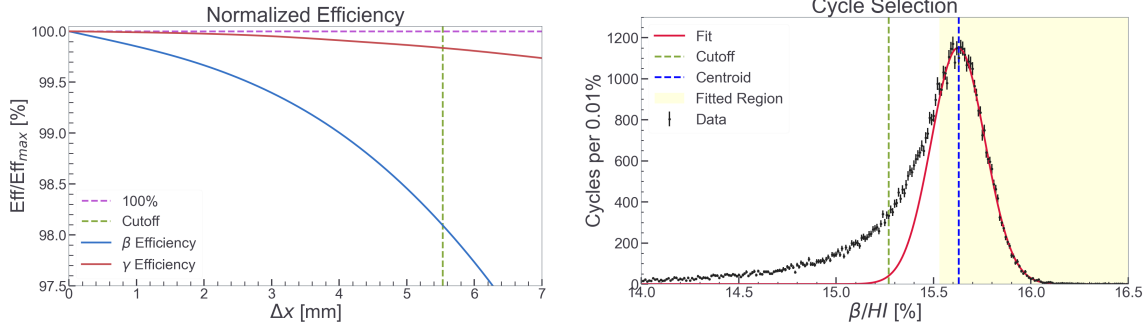 Normalized Efficiency
Eff/Eff_max [%]
100.0
99.5
99.0
98.5
98.0
97.5
100%
Cutoff
β Efficiency
γ Efficiency
0 1 2 3 4 5 6 7
Δx [mm]
Cycle Selection
Cycles per 0.01%
1200
1000
800
600
400
200
0
Fit
Cutoff
Centroid
Fitted Region
Data
14.0 14.5 15.0 15.5 16.0 16.5
β/HI [%]